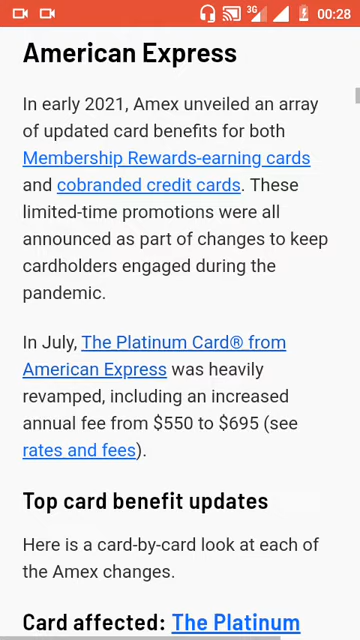 3G 00:28
American Express
In early 2021, Amex unveiled an array
of updated card benefits for both
Membership Rewards-earning cards
and cobranded credit cards. These
limited-time promotions were all
announced as part of changes to keep
cardholders engaged during the
pandemic.
In July, The Platinum Card® from
American Express was heavily
revamped, including an increased
annual fee from $550 to $695 (see
rates and fees).
Top card benefit updates
Here is a card-by-card look at each of
the Amex changes.
Card affected: The Platinum